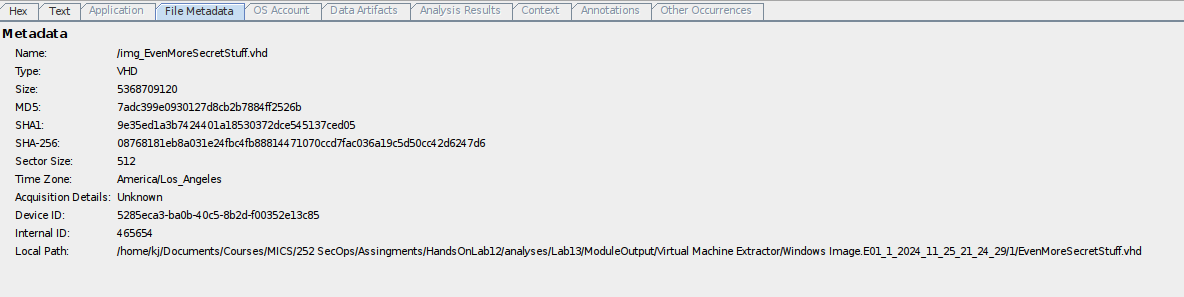 Hex Text Application File Metadata OS Account Data Artifacts Analysis Results Context Annotations Other Occurrences
Metadata
Name: /img_EvenMoreSecretStuff.vhd
Type: VHD
Size: 5368709120
MD5: 7adc399e0930127d8cb2b7884ff2526b
SHA1: 9e35ed1a3b7424401a18530372dce545137ced05
SHA-256: 08768181eb8a031e24fbc4fb88814471070ccd7fac036a19c5d50cc42d6247d6
Sector Size: 512
Time Zone: America/Los_Angeles
Acquisition Details: Unknown
Device ID: 5285eca3-ba0b-40c5-8b2d-f00352e13c85
Internal ID: 465654
Local Path: /home/kj/Documents/Courses/MICS/252 SecOps/Assingments/HandsOnLab12/analyses/Lab13/ModuleOutput/Virtual Machine Extractor/Windows Image.E01_1_2024_11_25_21_24_29/1/EvenMoreSecretStuff.vhd